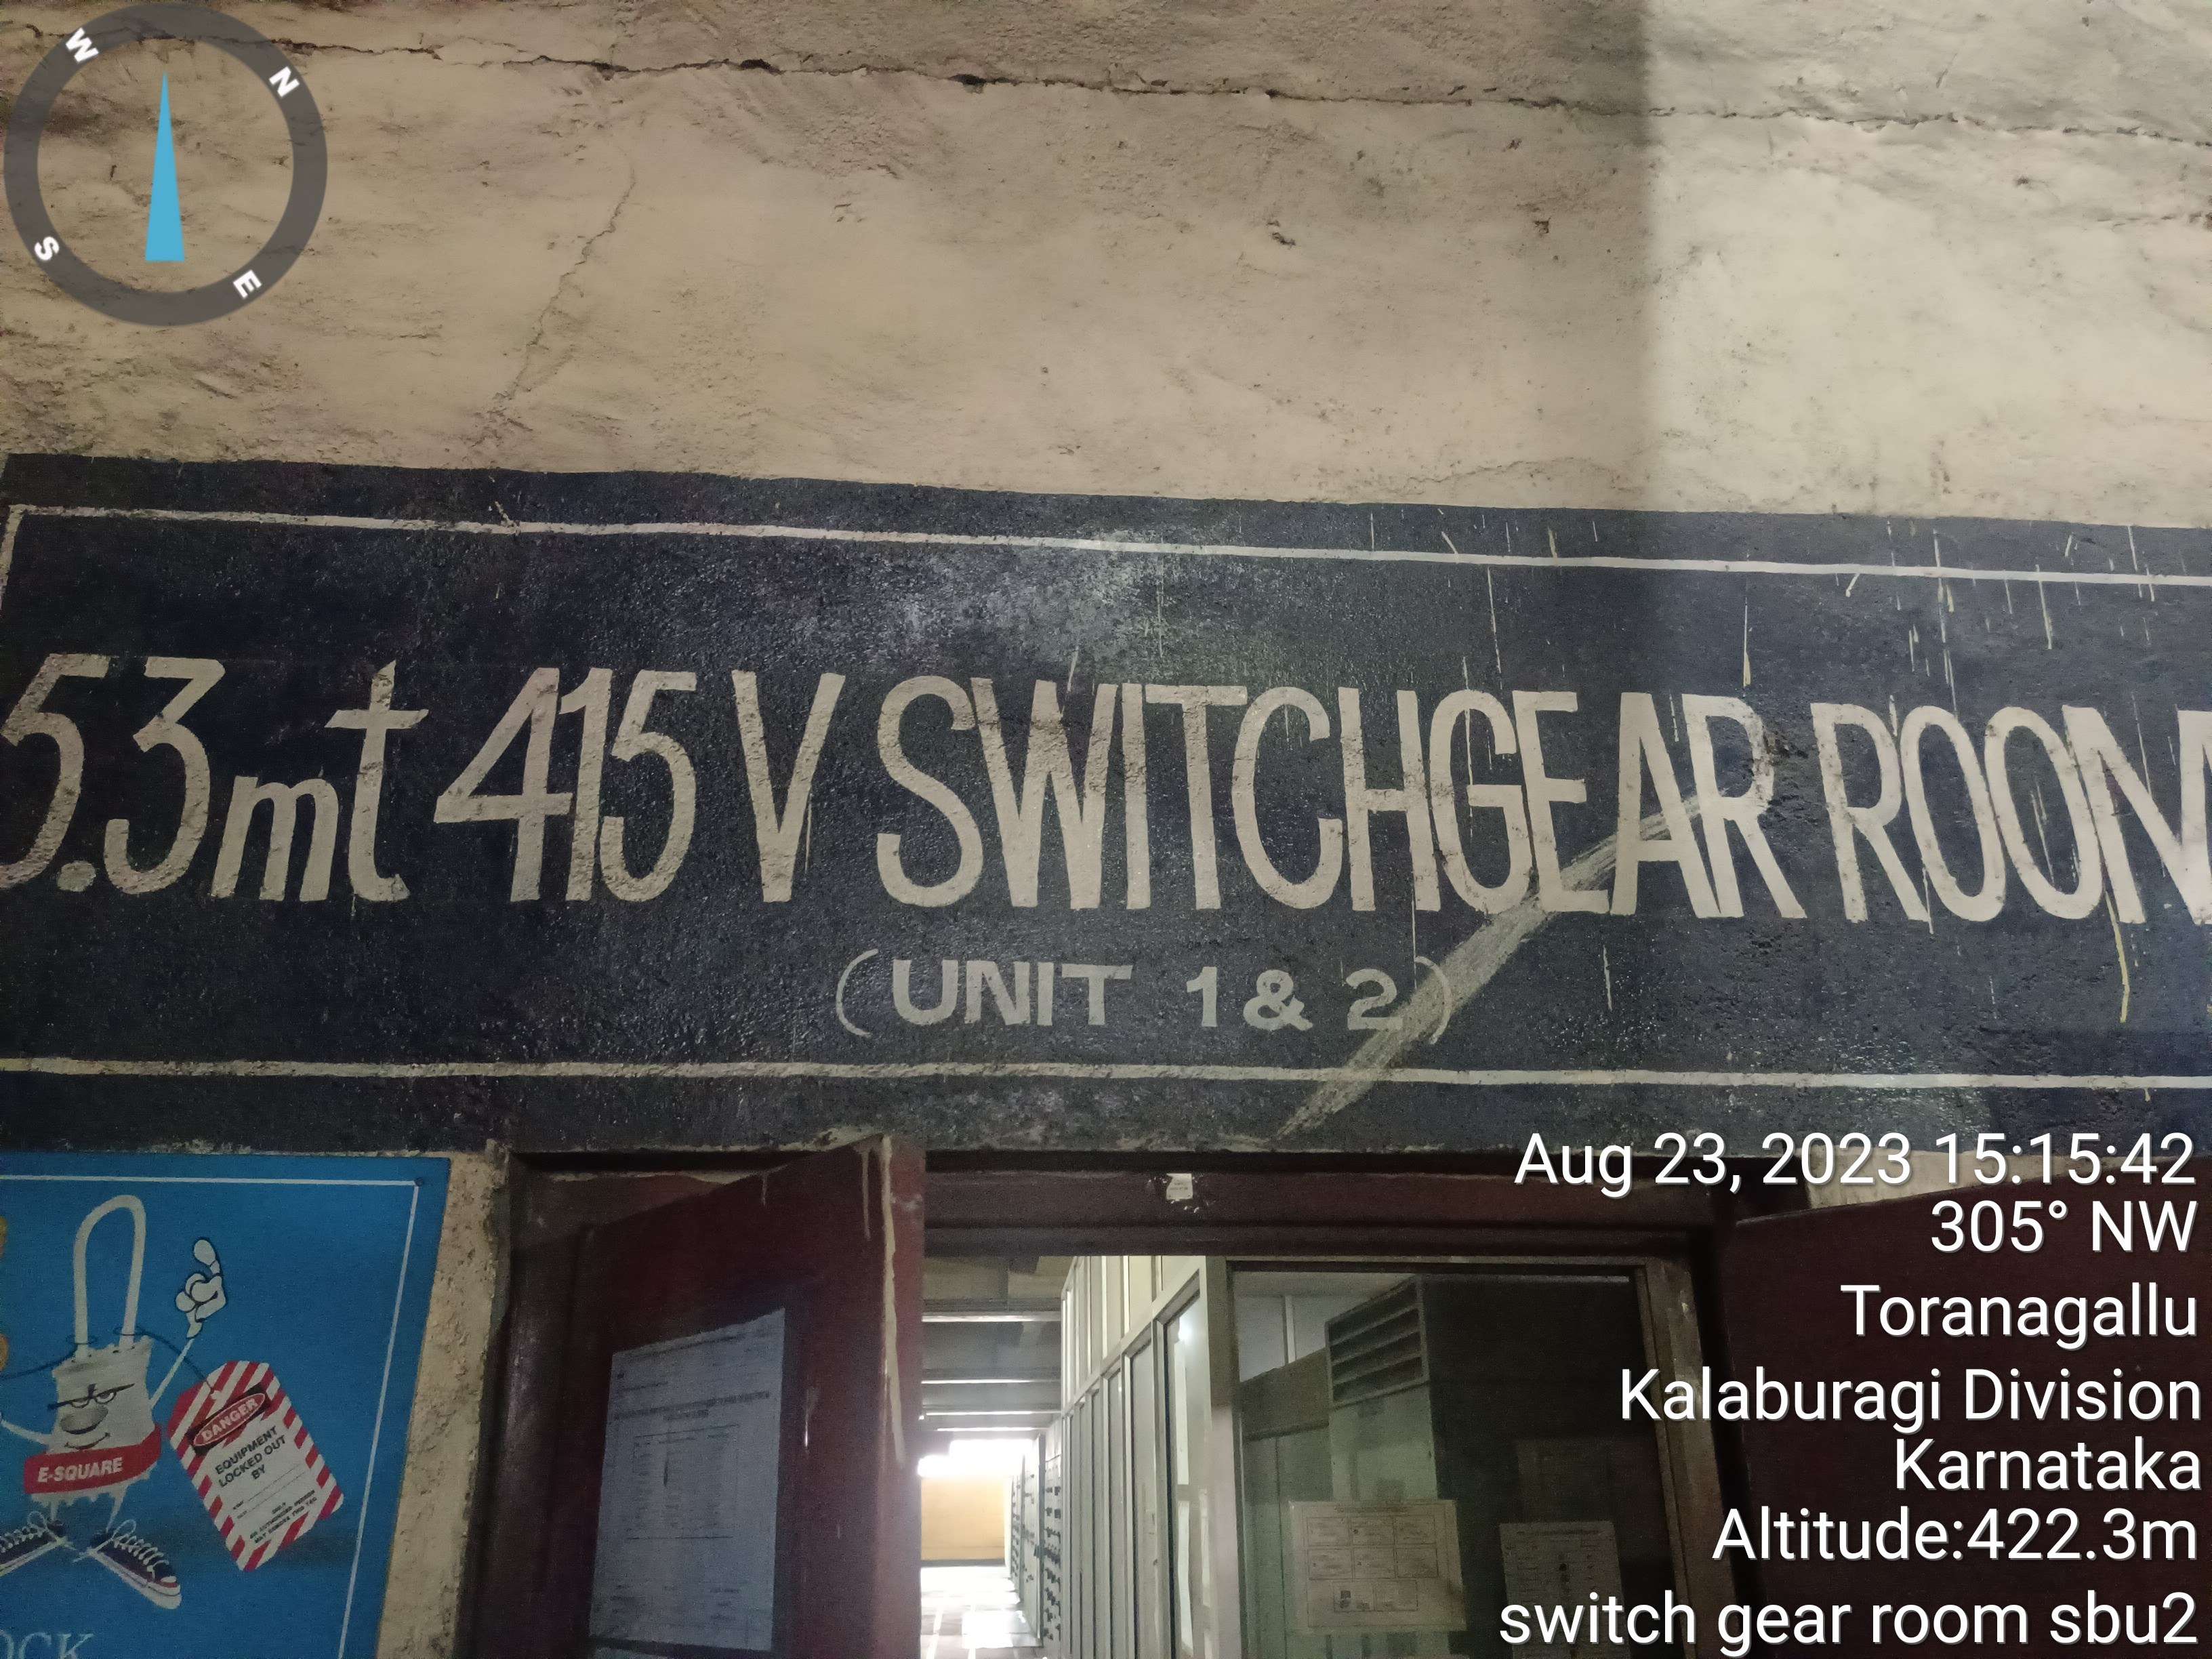 W
N
S
E
5.3mt 415 V SWITCHGEAR ROOM
(UNIT 1 & 2)
Aug 23, 2023 15:15:42
305° NW
Toranagallu
Kalaburagi Division
Karnataka
Altitude:422.3m
switch gear room sbu2
E-SQUARE
DANGER
EQUIPMENT
LOCKED OUT
BY
OCK